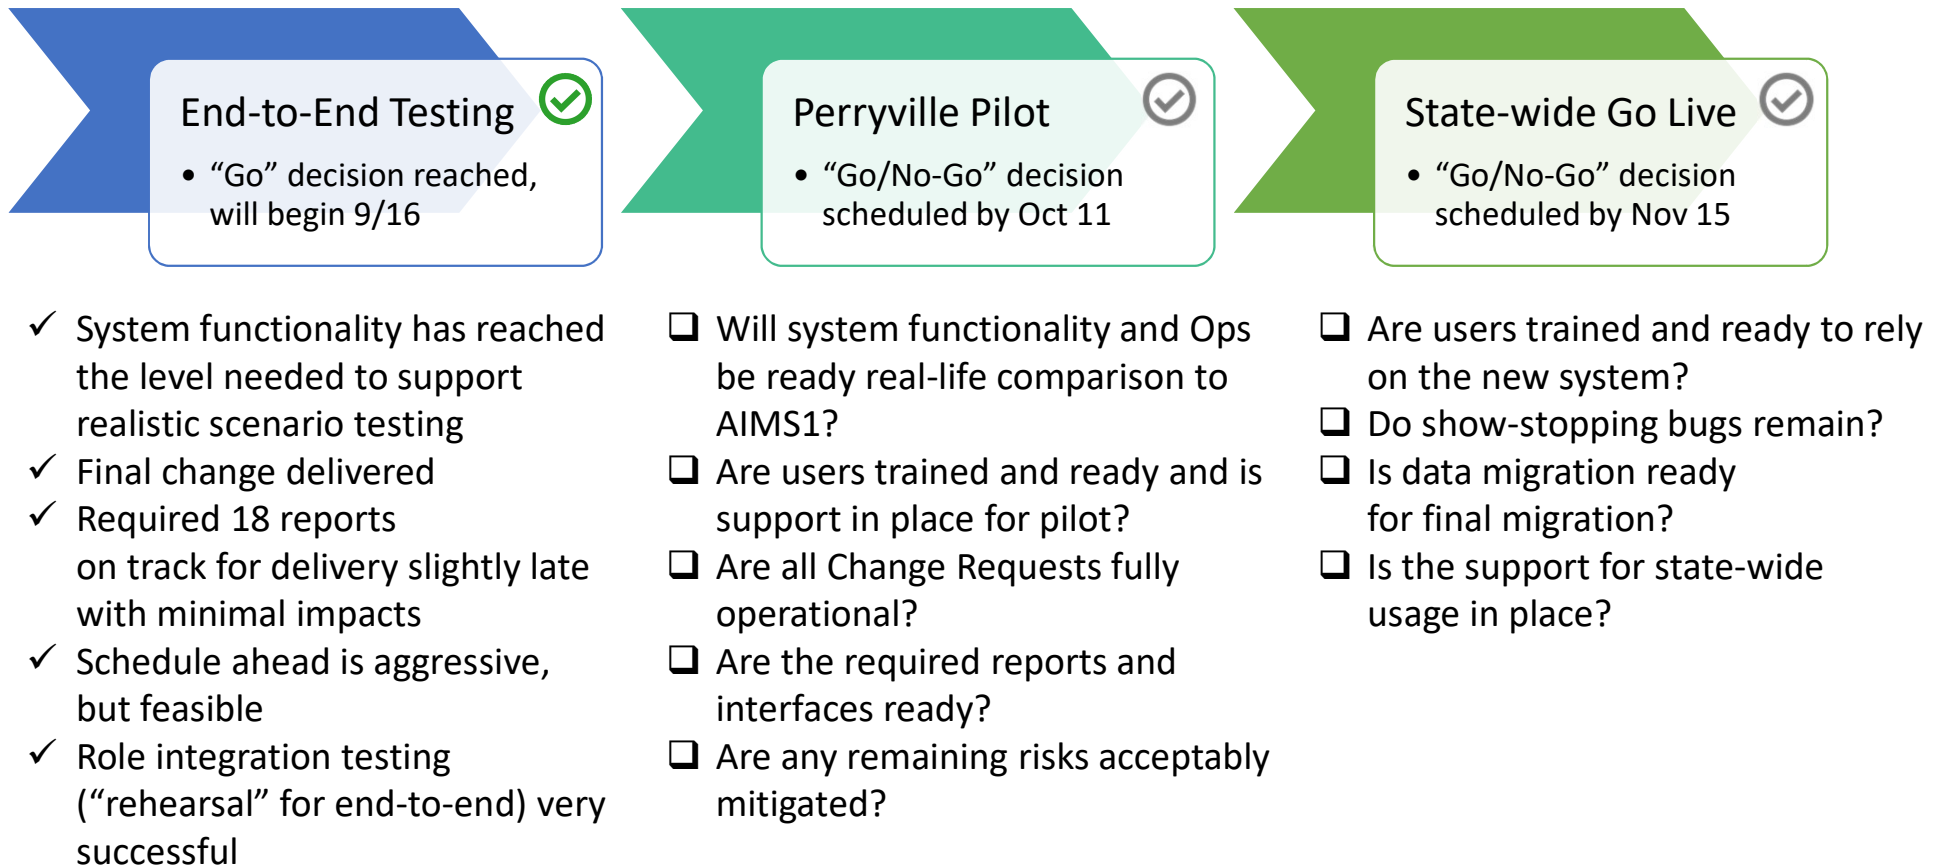 End-to-End Testing
• “Go” decision reached,
will begin 9/16
Perryville Pilot
• “Go/No-Go” decision
scheduled by Oct 11
State-wide Go Live
• “Go/No-Go” decision
scheduled by Nov 15
✓ System functionality has reached
the level needed to support
realistic scenario testing
✓ Final change delivered
✓ Required 18 reports
on track for delivery slightly late
with minimal impacts
✓ Schedule ahead is aggressive,
but feasible
✓ Role integration testing
(“rehearsal” for end-to-end) very
successful
❑ Will system functionality and Ops
be ready real-life comparison to
AIMS1?
❑ Are users trained and ready and is
support in place for pilot?
❑ Are all Change Requests fully
operational?
❑ Are the required reports and
interfaces ready?
❑ Are any remaining risks acceptably
mitigated?
❑ Are users trained and ready to rely
on the new system?
❑ Do show-stopping bugs remain?
❑ Is data migration ready
for final migration?
❑ Is the support for state-wide
usage in place?